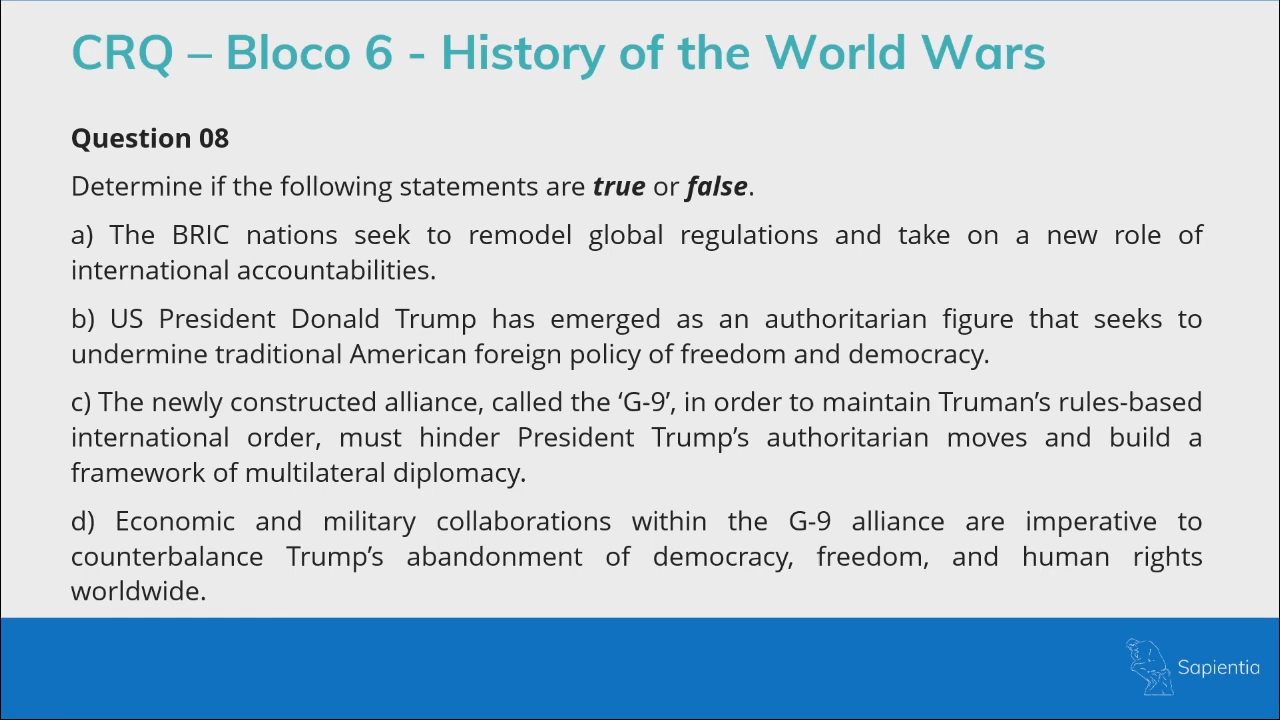 CRQ – Bloco 6 - History of the World Wars
Question 08
Determine if the following statements are true or false.
a) The BRIC nations seek to remodel global regulations and take on a new role of
international accountabilities.
b) US President Donald Trump has emerged as an authoritarian figure that seeks to
undermine traditional American foreign policy of freedom and democracy.
c) The newly constructed alliance, called the ‘G-9’, in order to maintain Truman’s rules-based
international order, must hinder President Trump’s authoritarian moves and build a
framework of multilateral diplomacy.
d) Economic and military collaborations within the G-9 alliance are imperative to
counterbalance Trump’s abandonment of democracy, freedom, and human rights
worldwide.
Sapientia